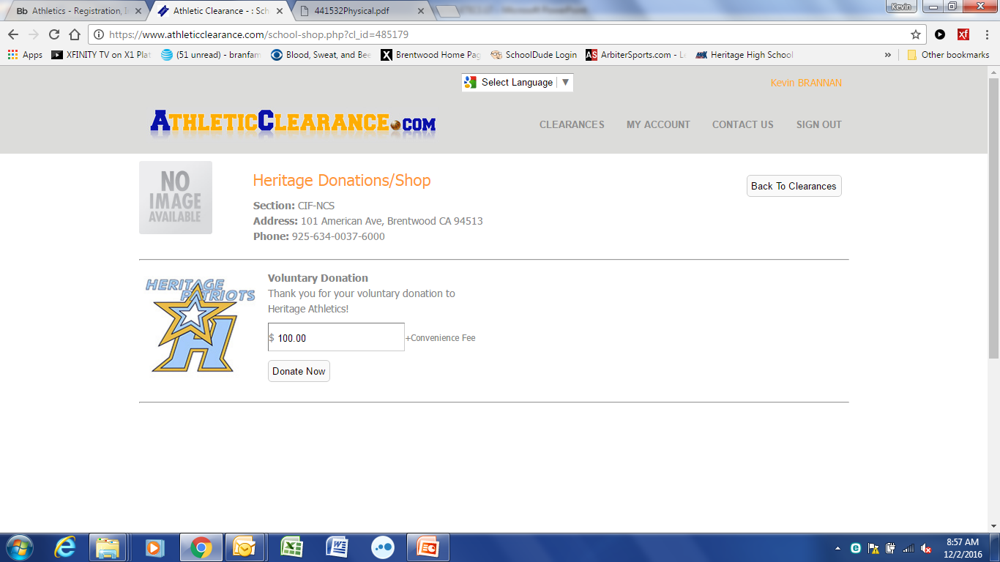 Kevin
Bb Athletics - Registration, I
Athletic Clearance - : Sch
441532Physical.pdf
https://www.athleticclearance.com/school-shop.php?cl_id=485179
Apps
XFINITY TV on X1 Plat
(51 unread) - branfam
Blood, Sweat, and Bee
Brentwood Home Pag
SchoolDude Login
ArbiterSports.com - Lo
Heritage High School
»
Other bookmarks
Select Language ▼
Kevin BRANNAN
ATHLETICCLEARANCE.COM
CLEARANCES
MY ACCOUNT
CONTACT US
SIGN OUT
NO
IMAGE
AVAILABLE
Heritage Donations/Shop
Back To Clearances
Section: CIF-NCS
Address: 101 American Ave, Brentwood CA 94513
Phone: 925-634-0037-6000
HERITAGE
PATRIOTS
H
Voluntary Donation
Thank you for your voluntary donation to
Heritage Athletics!
$ 100.00 +Convenience Fee
Donate Now
8:57 AM
12/2/2016